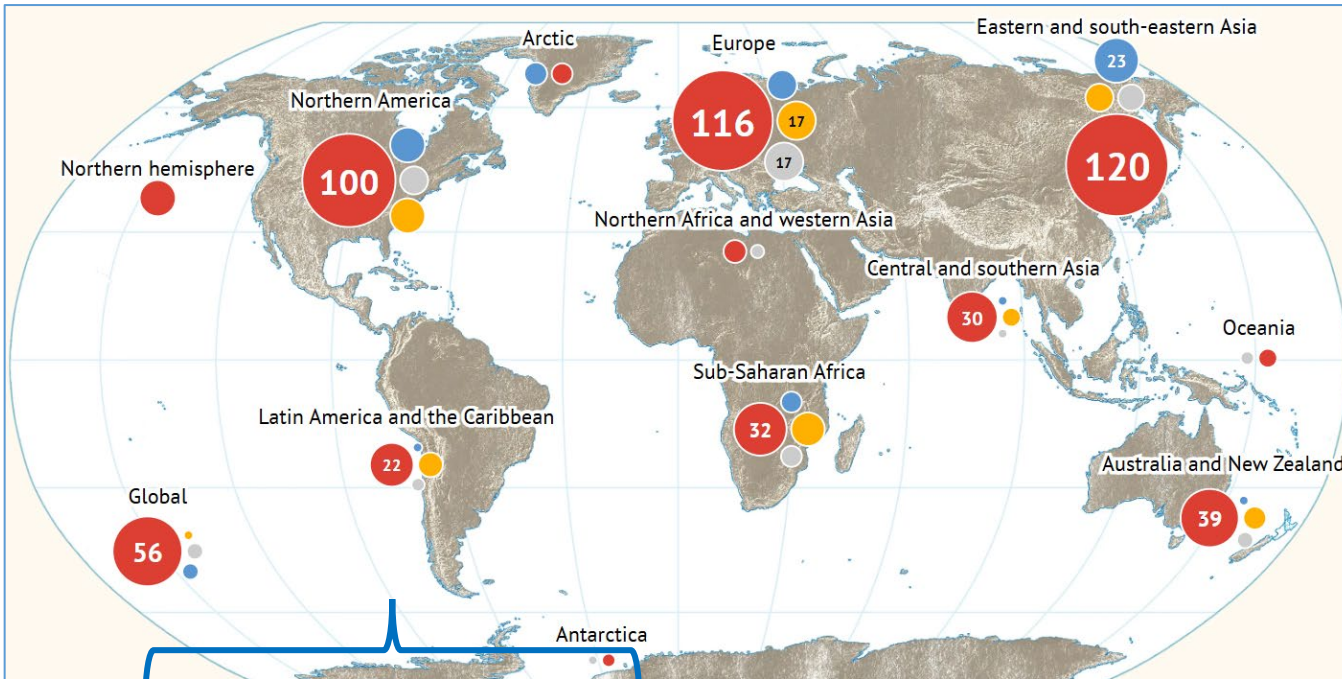 Eastern and south-eastern Asia
Arctic
Europe
23
Northern America
116
17
17
120
100
Northern hemisphere
Northern Africa and western Asia
Central and southern Asia
30
Oceania
Sub-Saharan Africa
32
Latin America and the Caribbean
22
Australia and New Zealand
39
Global
56
Antarctica